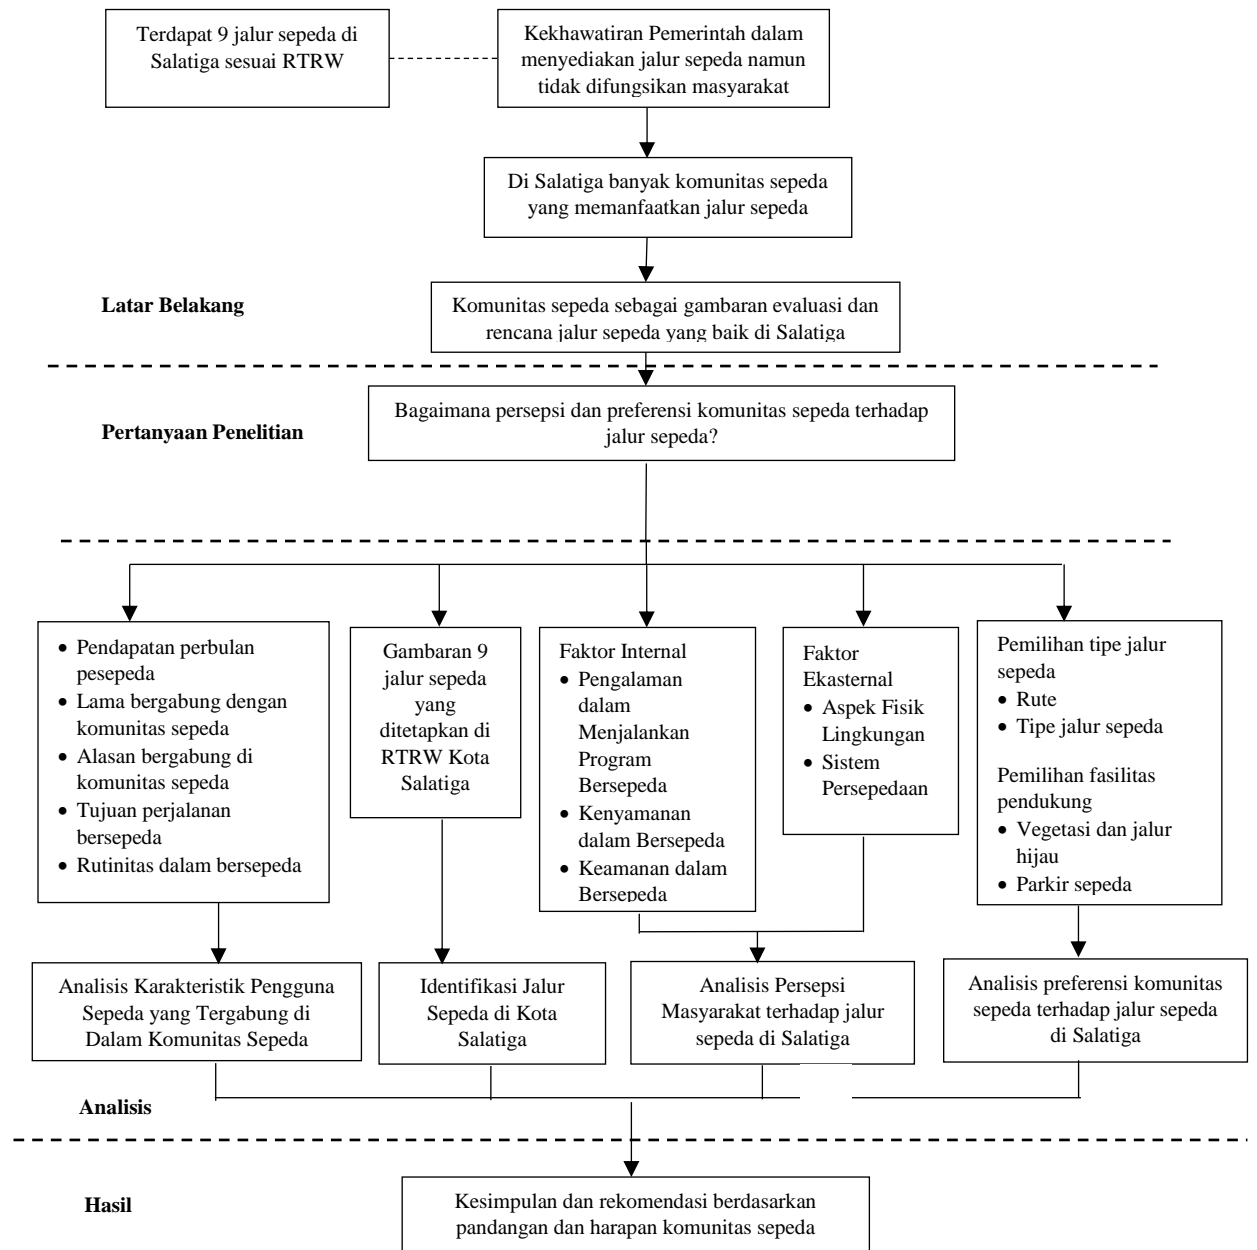 Terdapat 9 jalur sepeda di
Salatiga sesuai RTRW
Kekhawatiran Pemerintah dalam
menyediakan jalur sepeda namun
tidak difungsikan masyarakat
Di Salatiga banyak komunitas sepeda
yang memanfaatkan jalur sepeda
Latar Belakang
Komunitas sepeda sebagai gambaran evaluasi dan
rencana jalur sepeda yang baik di Salatiga
Pertanyaan Penelitian
Bagaimana persepsi dan preferensi komunitas sepeda terhadap
jalur sepeda?
• Pendapatan perbulan
pesepeda
• Lama bergabung dengan
komunitas sepeda
• Alasan bergabung di
komunitas sepeda
• Tujuan perjalanan
bersepeda
• Rutinitas dalam bersepeda
Gambaran 9
jalur sepeda
yang
ditetapkan di
RTRW Kota
Salatiga
Faktor Internal
• Pengalaman
dalam
Menjalankan
Program
Bersepeda
• Kenyamanan
dalam Bersepeda
• Keamanan dalam
Bersepeda
Faktor
Ekasternal
• Aspek Fisik
Lingkungan
• Sistem
Persepedaan
Pemilihan tipe jalur
sepeda
• Rute
• Tipe jalur sepeda
Pemilihan fasilitas
pendukung
• Vegetasi dan jalur
hijau
• Parkir sepeda
Analisis Karakteristik Pengguna
Sepeda yang Tergabung di
Dalam Komunitas Sepeda
Identifikasi Jalur
Sepeda di Kota
Salatiga
Analisis Persepsi
Masyarakat terhadap jalur
sepeda di Salatiga
Analisis preferensi komunitas
sepeda terhadap jalur sepeda
di Salatiga
Analisis
Hasil
Kesimpulan dan rekomendasi berdasarkan
pandangan dan harapan komunitas sepeda